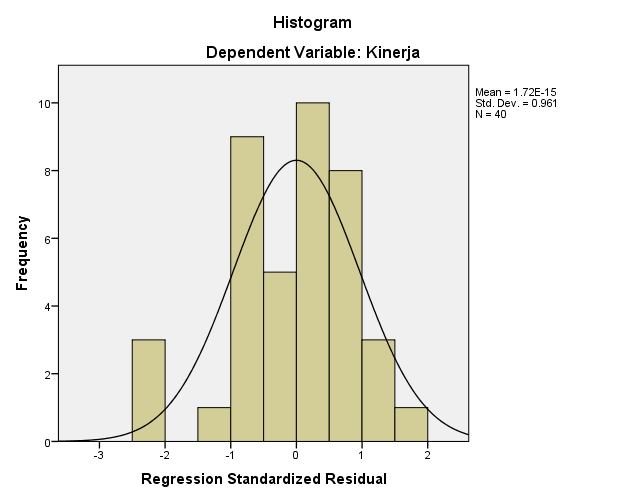 Histogram
Dependent Variable: Kinerja
Mean = 1.72E-15
Std. Dev. = 0.961
N = 40
Frequency
10
8
6
4
2
0
-3 -2 -1 0 1 2
Regression Standardized Residual